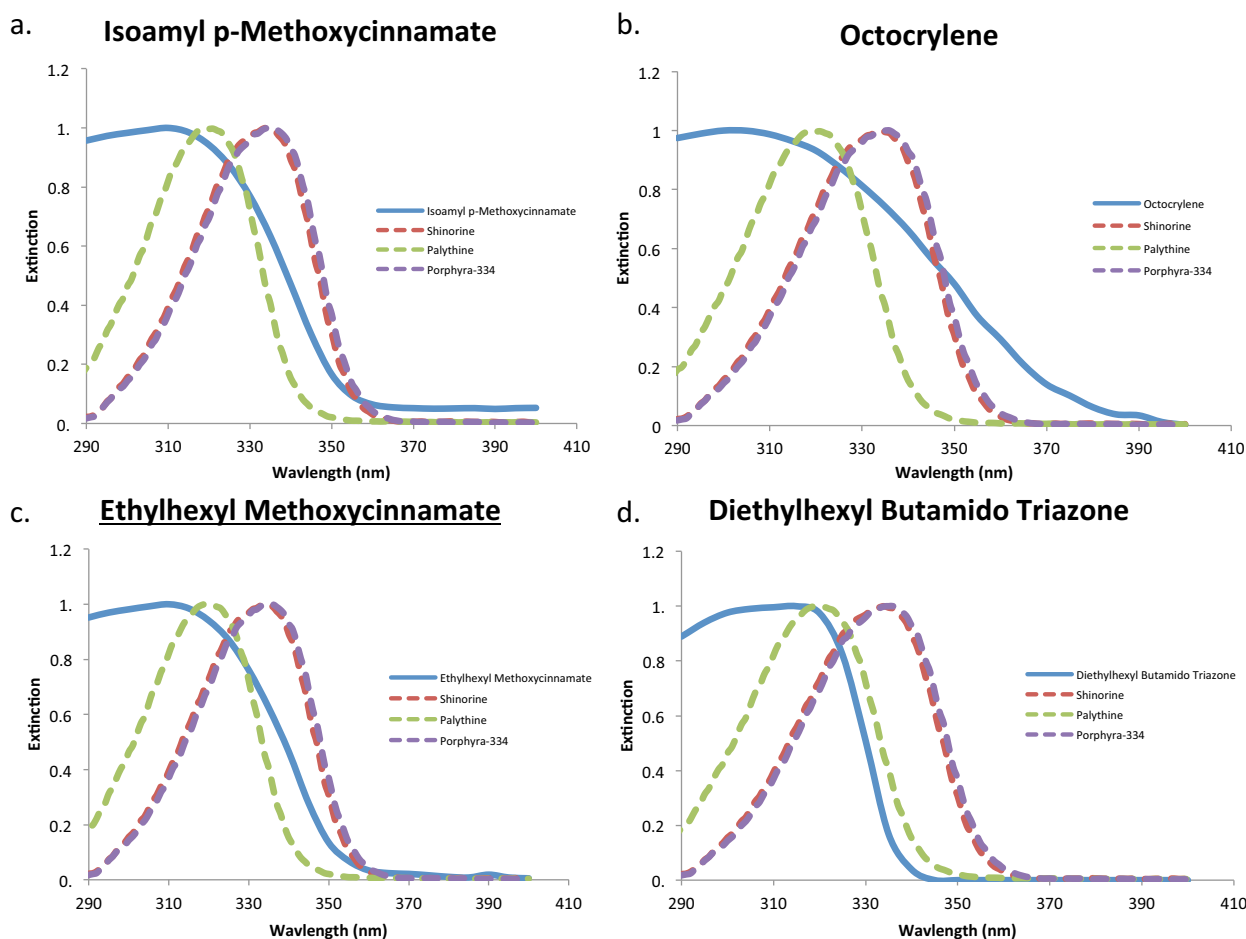 a.
Isoamyl p-Methoxycinnamate
1.2
1.
0.8
0.6
0.4
0.2
0.
Extinction
290 310 330 350 370 390 410
Wavelength (nm)
Isoamyl p-Methoxycinnamate
Shinorine
Palythine
Porphyra-334
b.
Octocrylene
1.2
1
0.8
0.6
0.4
0.2
0
Extinction
290 310 330 350 370 390 410
Wavelength (nm)
Octocrylene
Shinorine
Palythine
Porphyra-334
c.
Ethylhexyl Methoxycinnamate
1.2
1.
0.8
0.6
0.4
0.2
0.
Extinction
290 310 330 350 370 390 410
Wavelength (nm)
Ethylhexyl Methoxycinnamate
Shinorine
Palythine
Porphyra-334
d.
Diethylhexyl Butamido Triazone
1.2
1.
0.8
0.6
0.4
0.2
0.
Extinction
290 310 330 350 370 390 410
Wavelength (nm)
Diethylhexyl Butamido Triazone
Shinorine
Palythine
Porphyra-334